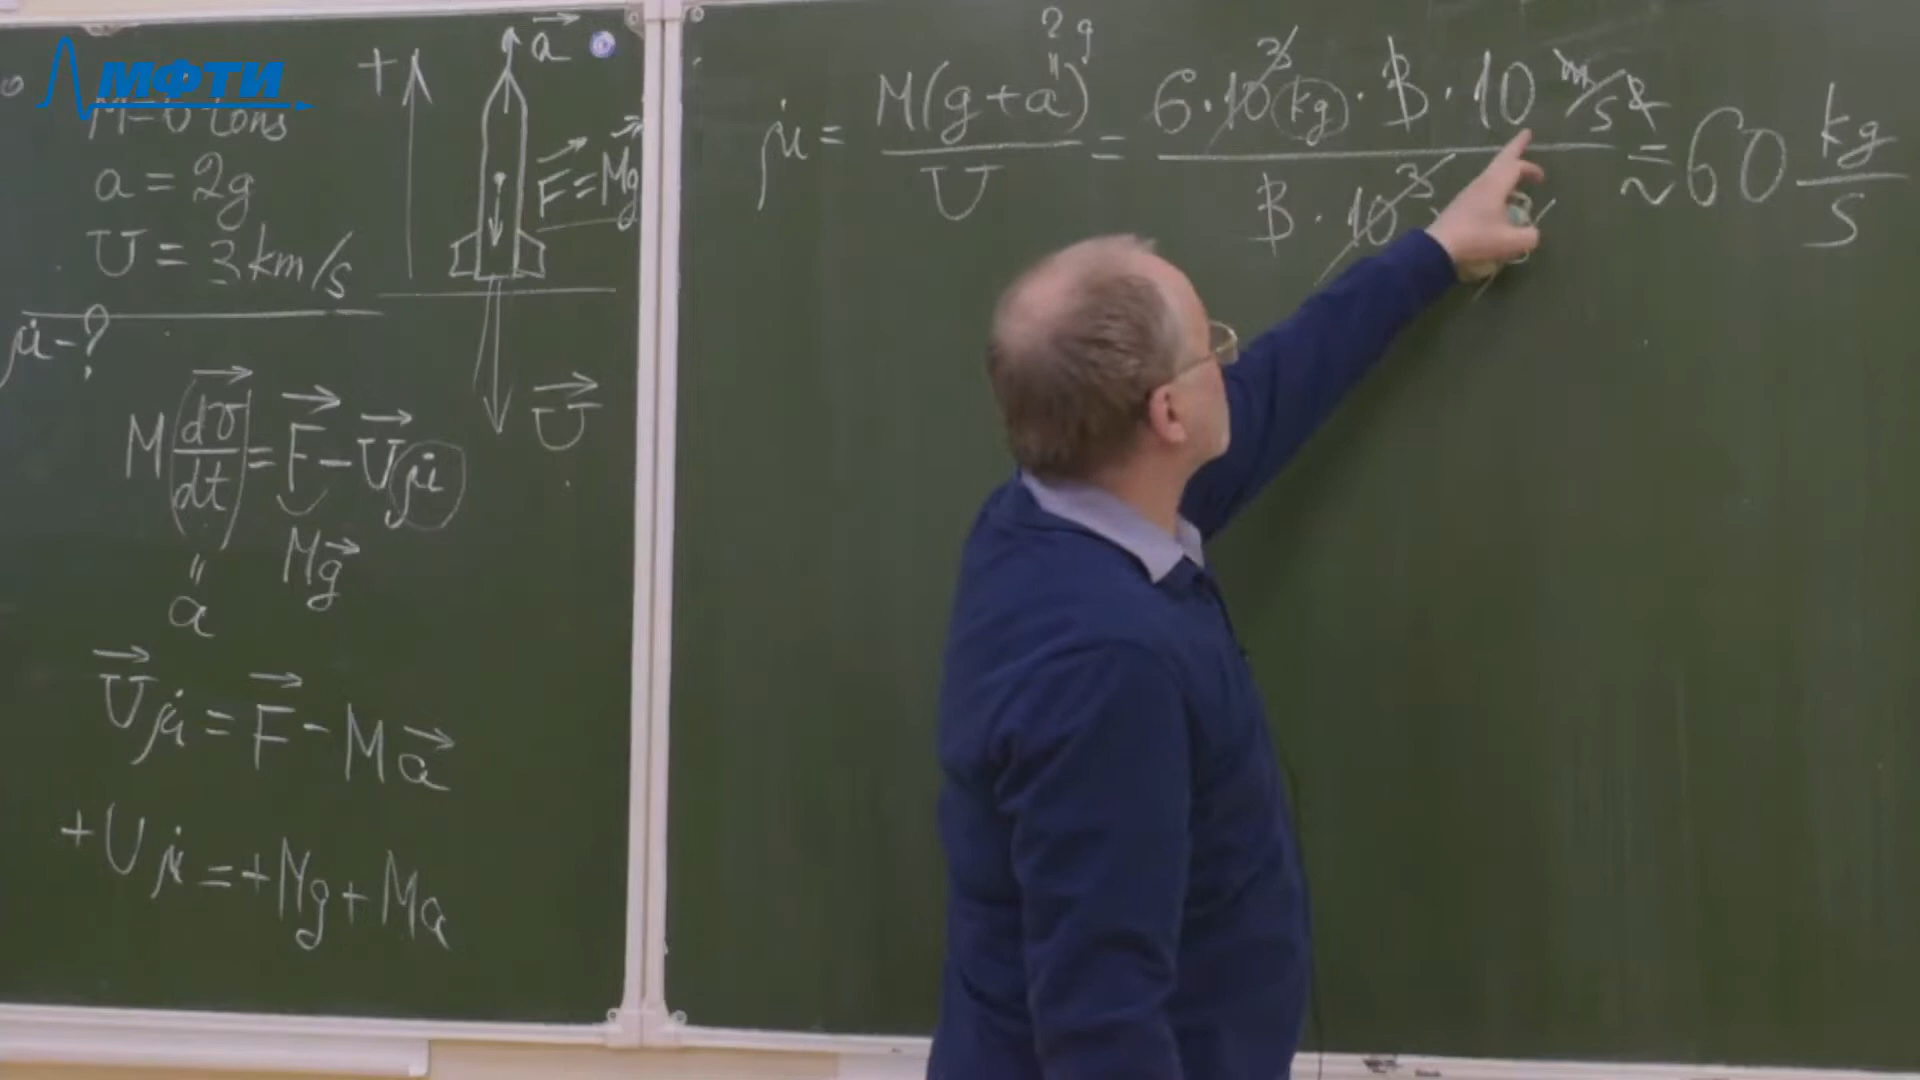 МФТИ
M = 6 tons
a = 2g
U = 3 km/s
μ̇ - ?
+
a⃗
F⃗ = Mg⃗
U⃗
M (dv⃗/dt) = F⃗ - U⃗ μ̇
" Mg⃗
a⃗
U⃗ μ̇ = F⃗ - Ma⃗
+ U μ̇ = + Mg + Ma
2g
"
μ̇ = M(g + a)/U = 6 · 10³ kg · 3 · 10 m/s² / 3 · 10³ ≈ 60 kg/s